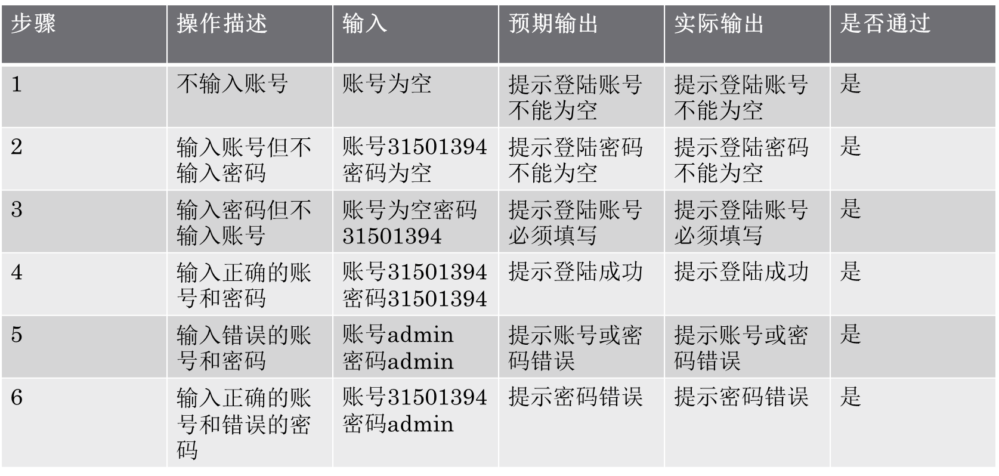 步骤
操作描述
输入
预期输出
实际输出
是否通过
1
不输入账号
账号为空
提示登陆账号
不能为空
提示登陆账号
不能为空
是
2
输入账号但不
输入密码
账号31501394
密码为空
提示登陆密码
不能为空
提示登陆密码
不能为空
是
3
输入密码但不
输入账号
账号为空密码
31501394
提示登陆账号
必须填写
提示登陆账号
必须填写
是
4
输入正确的账
号和密码
账号31501394
密码31501394
提示登陆成功
提示登陆成功
是
5
输入错误的账
号和密码
账号admin
密码admin
提示账号或密
码错误
提示账号或密
码错误
是
6
输入正确的账
号和错误的密
码
账号31501394
密码admin
提示密码错误
提示密码错误
是